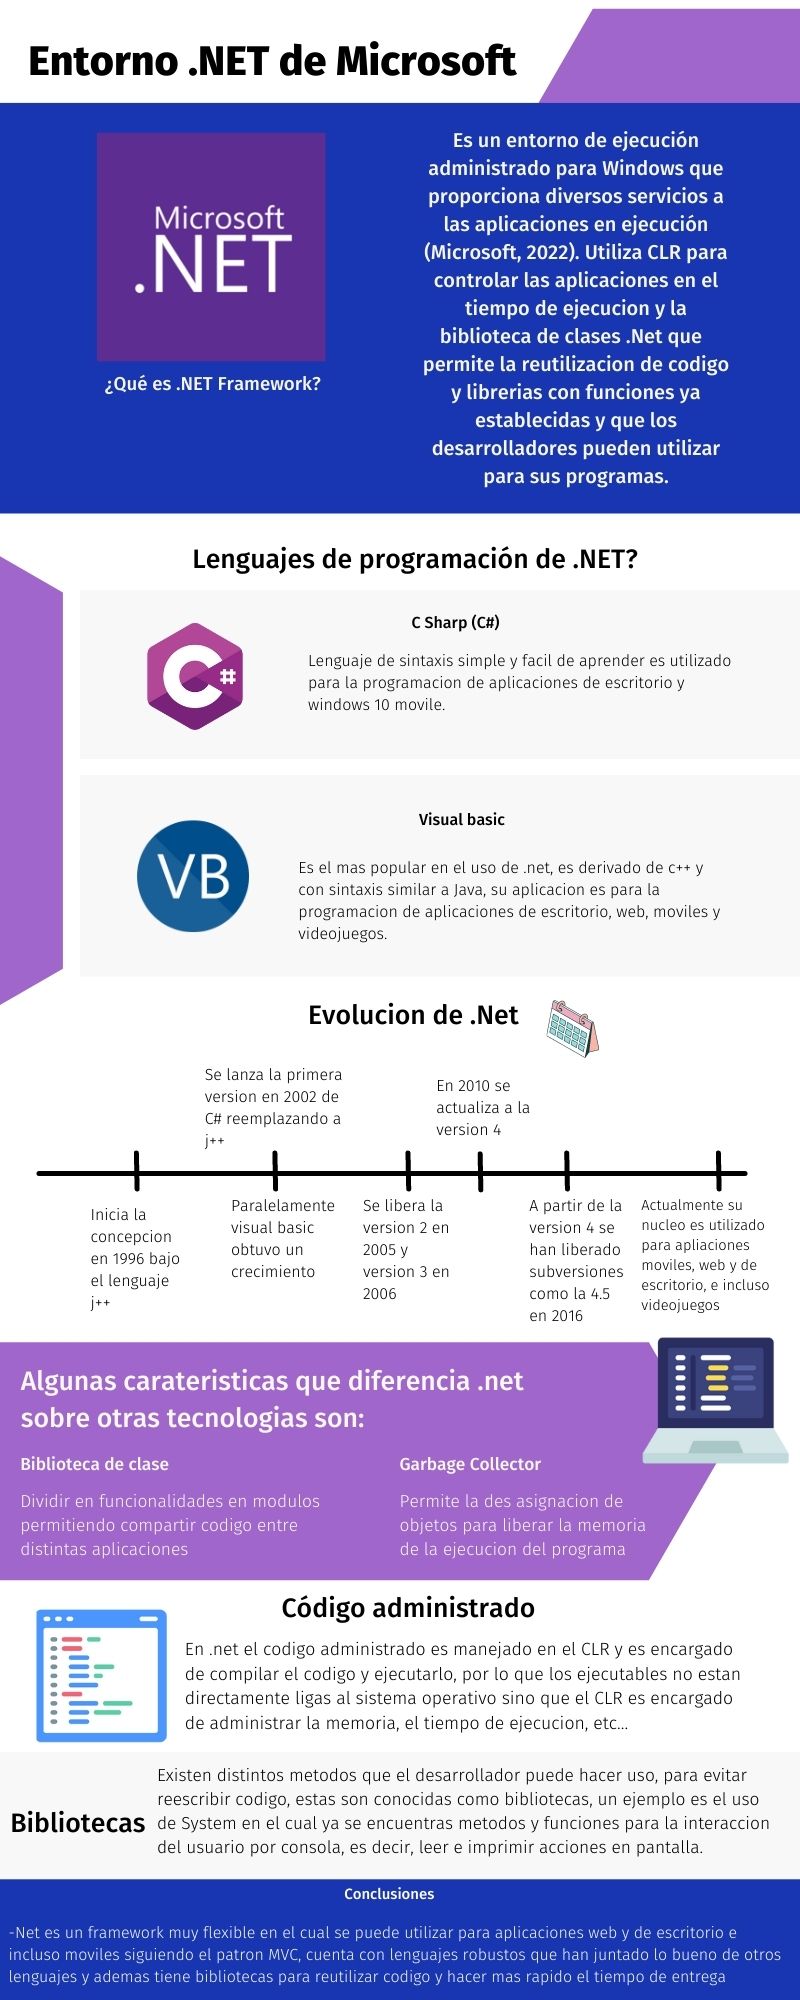 Entorno .NET de Microsoft
Microsoft
.NET
¿Qué es .NET Framework?
Es un entorno de ejecución
administrado para Windows que
proporciona diversos servicios a
las aplicaciones en ejecución
(Microsoft, 2022). Utiliza CLR para
controlar las aplicaciones en el
tiempo de ejecucion y la
biblioteca de clases .Net que
permite la reutilizacion de codigo
y librerias con funciones ya
establecidas y que los
desarrolladores pueden utilizar
para sus programas.
Lenguajes de programación de .NET?
C#
C Sharp (C#)
Lenguaje de sintaxis simple y facil de aprender es utilizado
para la programacion de aplicaciones de escritorio y
windows 10 movile.
VB
Visual basic
Es el mas popular en el uso de .net, es derivado de c++ y
con sintaxis similar a Java, su aplicacion es para la
programacion de aplicaciones de escritorio, web, moviles y
videojuegos.
Evolucion de .Net
Se lanza la primera
version en 2002 de
C# reemplazando a
j++
En 2010 se
actualiza a la
version 4
Inicia la
concepcion
en 1996 bajo
el lenguaje
j++
Paralelamente
visual basic
obtuvo un
crecimiento
Se libera la
version 2 en
2005 y
version 3 en
2006
A partir de la
version 4 se
han liberado
subversiones
como la 4.5
en 2016
Actualmente su
nucleo es utilizado
para apliaciones
moviles, web y de
escritorio, e incluso
videojuegos
Algunas carateristicas que diferencia .net
sobre otras tecnologias son:
Biblioteca de clase
Dividir en funcionalidades en modulos
permitiendo compartir codigo entre
distintas aplicaciones
Garbage Collector
Permite la des asignacion de
objetos para liberar la memoria
de la ejecucion del programa
Código administrado
En .net el codigo administrado es manejado en el CLR y es encargado
de compilar el codigo y ejecutarlo, por lo que los ejecutables no estan
directamente ligas al sistema operativo sino que el CLR es encargado
de administrar la memoria, el tiempo de ejecucion, etc...
Bibliotecas
Existen distintos metodos que el desarrollador puede hacer uso, para evitar
reescribir codigo, estas son conocidas como bibliotecas, un ejemplo es el uso
de System en el cual ya se encuentras metodos y funciones para la interaccion
del usuario por consola, es decir, leer e imprimir acciones en pantalla.
Conclusiones
-Net es un framework muy flexible en el cual se puede utilizar para aplicaciones web y de escritorio e
incluso moviles siguiendo el patron MVC, cuenta con lenguajes robustos que han juntado lo bueno de otros
lenguajes y ademas tiene bibliotecas para reutilizar codigo y hacer mas rapido el tiempo de entrega